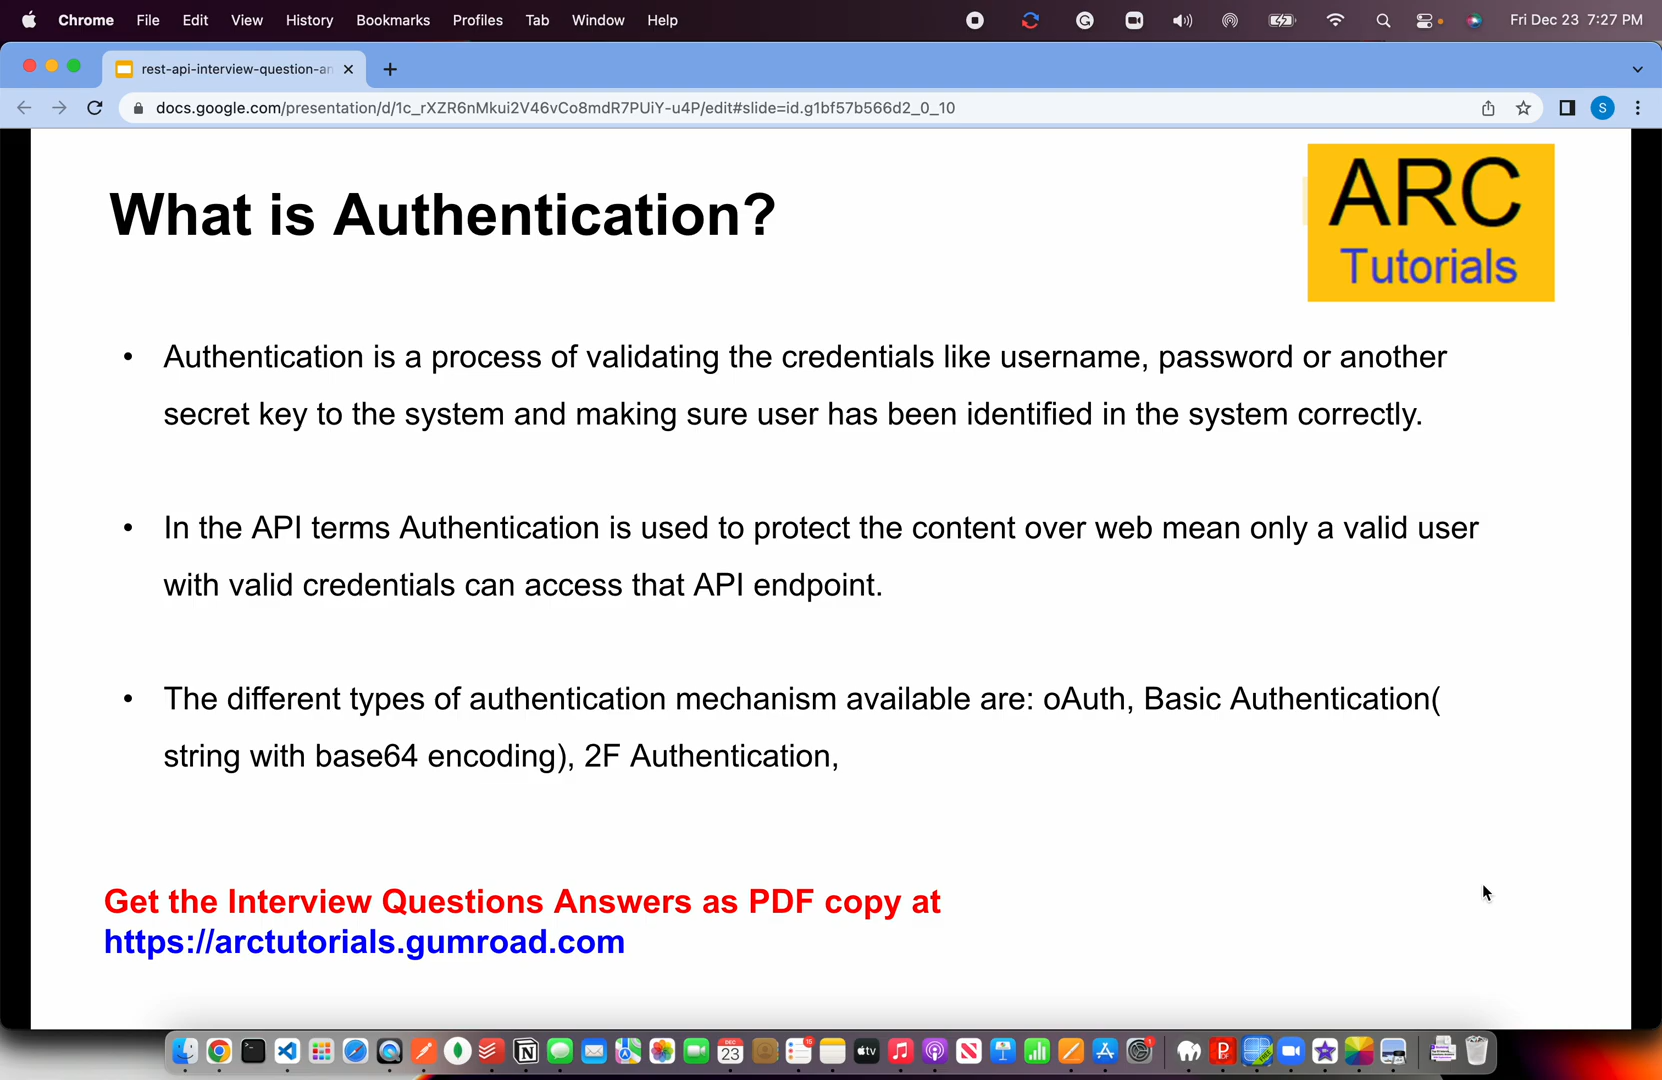 Chrome File Edit View History Bookmarks Profiles Tab Window Help Fri Dec 23 7:27 PM
rest-api-interview-question-an
docs.google.com/presentation/d/1c_rXZR6nMkui2V46vCo8mdR7PUiY-u4P/edit#slide=id.g1bf57b566d2_0_10
S
What is Authentication?
ARC
Tutorials
• Authentication is a process of validating the credentials like username, password or another
secret key to the system and making sure user has been identified in the system correctly.
• In the API terms Authentication is used to protect the content over web mean only a valid user
with valid credentials can access that API endpoint.
• The different types of authentication mechanism available are: oAuth, Basic Authentication(
string with base64 encoding), 2F Authentication,
Get the Interview Questions Answers as PDF copy at
https://arctutorials.gumroad.com
DEC
23
tv